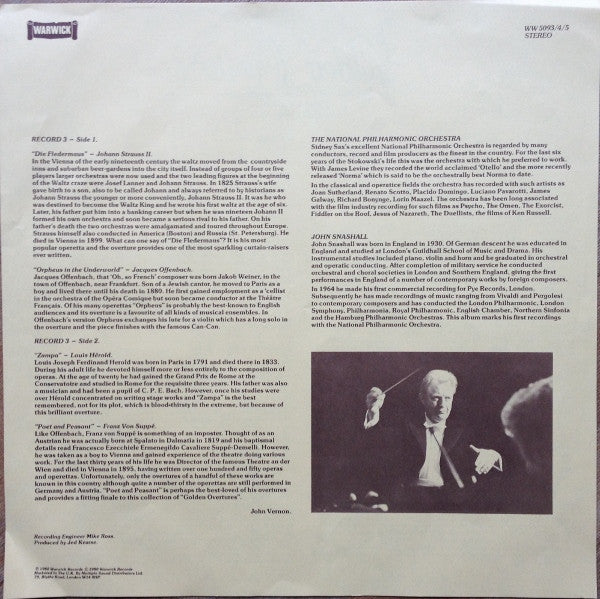 WARWICK
WW 5093/4/5
STEREO
RECORD 3 – Side 1.
"Die Fledermaus" – Johann Strauss II.
In the Vienna of the early nineteenth century the waltz moved from the countryside
inns and suburban beer-gardens into the city itself. Instead of groups of four or five
players larger orchestras were now used and the two leading figures at the beginning
of the Waltz craze were Josef Lanner and Johann Strauss. In 1825 Strauss's wife
gave birth to a son, also to be called Johann and always referred to by historians as
Johann Strauss the younger or more conveniently, Johann Strauss II. It was he who
was destined to become the Waltz King and he wrote his first waltz at the age of six.
Later, his father put him into a banking career but when he was nineteen Johann II
formed his own orchestra and soon became a serious rival to his father. On his
father's death the two orchestras were amalgamated and toured throughout Europe.
Strauss himself also conducted in America (Boston) and Russia (St. Petersburg). He
died in Vienna in 1899. What can one say of "Die Fledermaus"? It is his most
popular operetta and the overture provides one of the most sparkling curtain-raisers
ever written.
"Orpheus in the Underworld" – Jacques Offenbach.
Jacques Offenbach, that 'Oh, so French' composer was born Jakob Weiner, in the
town of Offenbach, near Frankfurt. Son of a Jewish cantor, he moved to Paris as a
boy and lived there until his death in 1880. He first gained employment as a 'cellist
in the orchestra of the Opéra Comique but soon became conductor at the Théâtre
Français. Of his many operettas "Orpheus" is probably the best-known to English
audiences and its overture is a favourite of all kinds of musical ensembles. In
Offenbach's version Orpheus exchanges his lute for a violin which has a long solo in
the overture and the piece finishes with the famous Can-Can.
RECORD 3 – Side 2.
"Zampa" – Louis Hérold.
Louis Joseph Ferdinand Herold was born in Paris in 1791 and died there in 1833.
During his adult life he devoted himself more or less entirely to the composition of
operas. At the age of twenty he had gained the Grand Prix de Rome at the
Conservatoire and studied in Rome for the requisite three years. His father was also
a musician and had been a pupil of C. P. E. Bach. However, once his studies were
over Hérold concentrated on writing stage works and "Zampa" is the best
remembered, not for its plot, which is blood-thirsty in the extreme, but because of
this brilliant overture.
"Poet and Peasant" – Franz Von Suppé.
Like Offenbach, Franz von Suppé is something of an imposter. Thought of as an
Austrian he was actually born at Spalato in Dalmatia in 1819 and his baptismal
details read Francesco Ezecchiele Ermenegildo Cavaliere Suppé-Demelli. However,
he was taken as a boy to Vienna and gained experience of the theatre doing various
work. For the last thirty years of his life he was Director of the famous Theatre an der
Wien and died in Vienna in 1895, having written over one hundred and fifty operas
and operettas. Unfortunately, only the overtures of a handful of these works are
known in this country although quite a number of the operettas are still performed in
Germany and Austria. "Poet and Peasant" is perhaps the best-loved of his overtures
and provides a fitting finale to this collection of "Golden Overtures".
John Vernon.
Recording Engineer Mike Ross.
Produced by Jed Kearse.
℗ 1980 Warwick Records © 1980 Warwick Records
Marketed in The U.K. By Multiple Sound Distributors Ltd.
79, Blythe Road, London W14 0HP.
THE NATIONAL PHILHARMONIC ORCHESTRA
Sidney Sax's excellent National Philharmonic Orchestra is regarded by many
conductors, record and film producers as the finest in the country. For the last six
years of the Stokowski's life this was the orchestra with which he preferred to work.
With James Levine they recorded the world acclaimed 'Otello' and the more recently
released 'Norma' which is said to be the orchestrally best Norma to date.
In the classical and operatice fields the orchestra has recorded with such artists as
Joan Sutherland, Renato Scotto, Placido Domingo, Luciano Pavarotti, James
Galway, Richard Bonynge, Lorin Maazel. The orchestra has been long associated
with the film industry recording for such films as Psycho, The Omen, The Exorcist,
Fiddler on the Roof, Jesus of Nazareth, The Duellists, the films of Ken Russell.
JOHN SNASHALL
John Snashall was born in England in 1930. Of German descent he was educated in
England and studied at London's Guildhall School of Music and Drama. His
instrumental studies included piano, violin and horn and he graduated in orchestral
and operatic conducting. After completion of military service he conducted
orchestral and choral societies in London and Southern England, giving the first
performances in England of a number of contemporary works by foreign composers.
In 1964 he made his first commercial recording for Pye Records, London.
Subsequently he has made recordings of music ranging from Vivaldi and Pergolesi
to contemporary composers and has conducted the London Philharmonic, London
Symphony, Philharmonia, Royal Philharmonic, English Chamber, Northern Sinfonia
and the Hamburg Philharmonic Orchestras. This album marks his first recordings
with the National Philharmonic Orchestra.